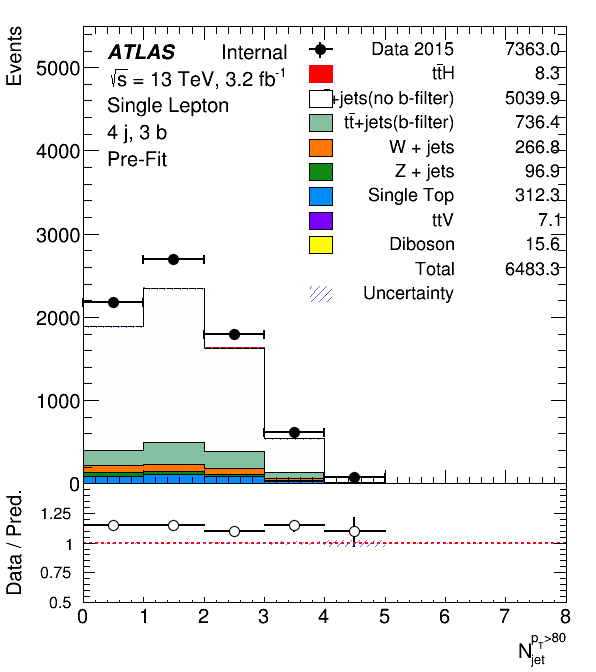 Events
ATLAS Internal
√s = 13 TeV, 3.2 fb⁻¹
Single Lepton
4 j, 3 b
Pre-Fit
Data 2015 7363.0
tt̄H 8.3
+jets(no b-filter) 5039.9
tt̄+jets(b-filter) 736.4
W + jets 266.8
Z + jets 96.9
Single Top 312.3
ttV 7.1
Diboson 15.6
Total 6483.3
Uncertainty
5000
4000
3000
2000
1000
0
Data / Pred.
1.25
1
0.75
0.5
0 1 2 3 4 5 6 7 8
N_jet^{p_T>80}